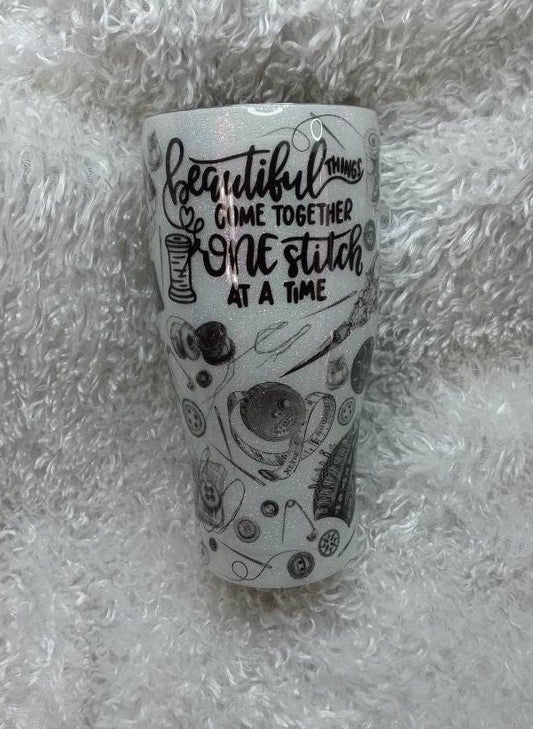 beautiful THINGS
COME TOGETHER
ONE stitch
AT A TIME